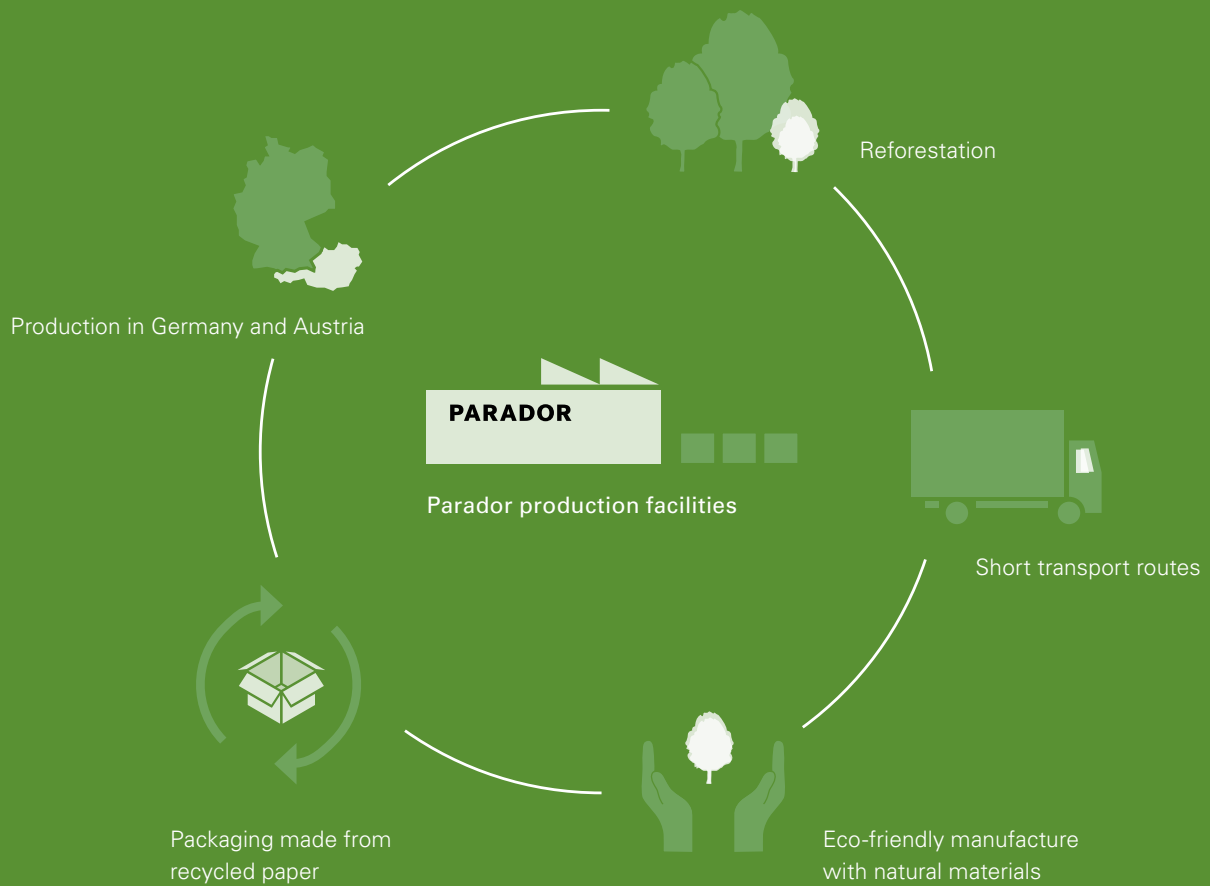 Reforestation
Production in Germany and Austria
PARADOR
Parador production facilities
Short transport routes
Packaging made from
recycled paper
Eco-friendly manufacture
with natural materials